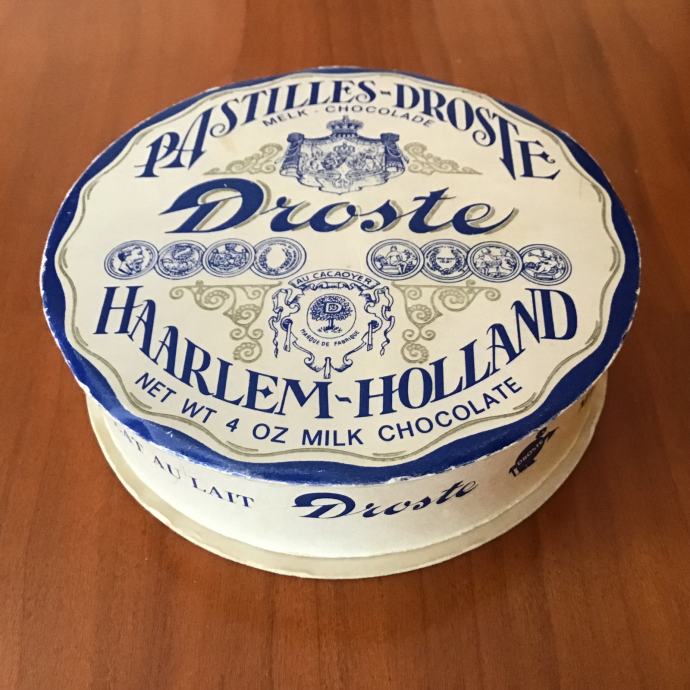 PASTILLES-DROSTE
MELK-CHOCOLADE
Droste
AU CACAOYER
D
MARQUE DE FABRIQUE
HAARLEM-HOLLAND
NET WT 4 OZ MILK CHOCOLATE
AU LAIT
Droste
DROSTE